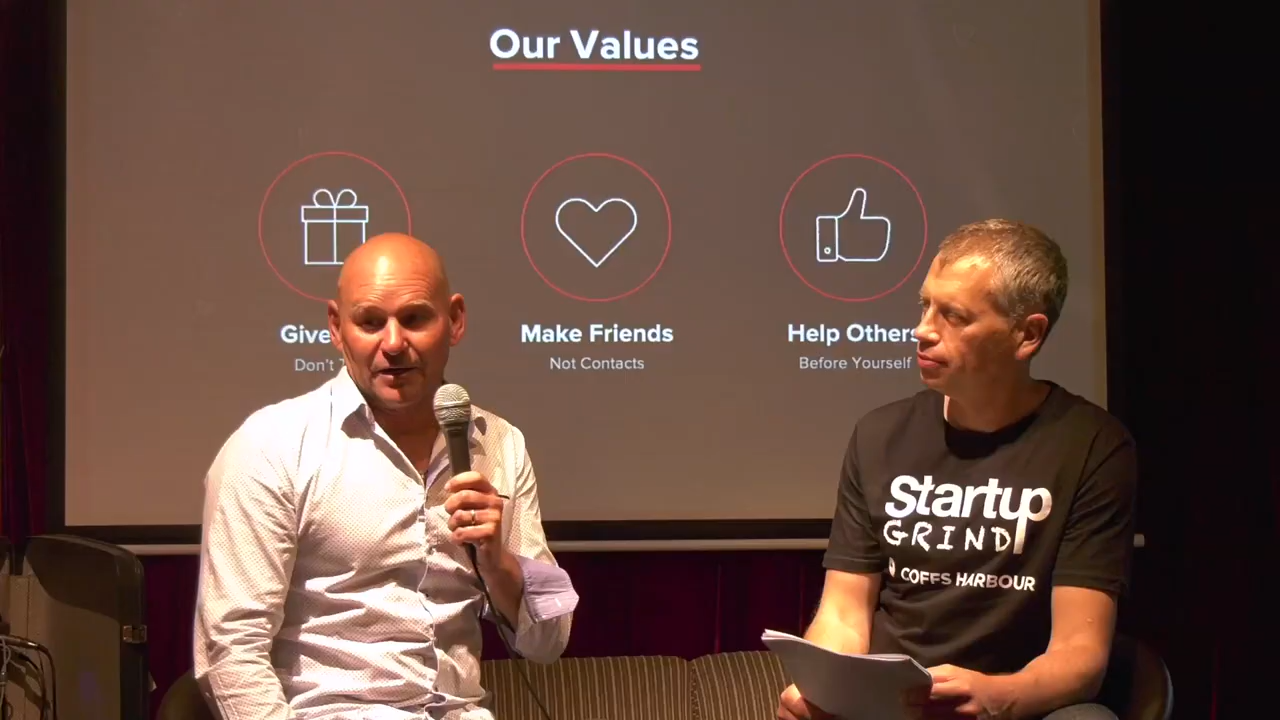 Our Values
Give
Don't
Make Friends
Not Contacts
Help Others
Before Yourself
Startup
GRIND
COFFS HARBOUR